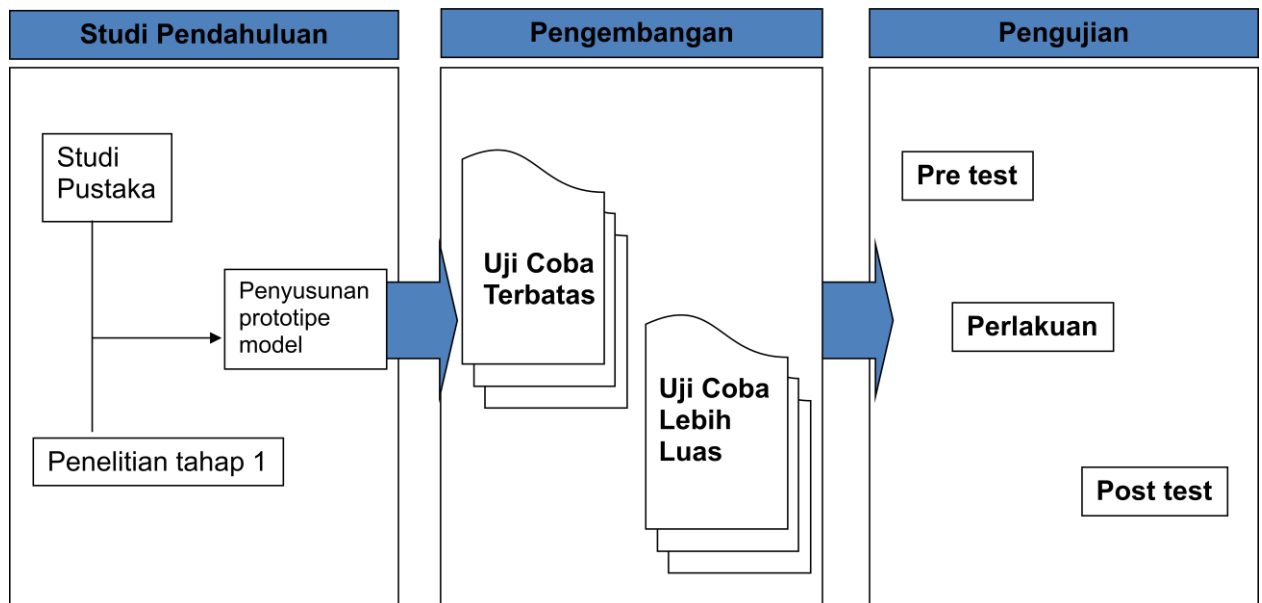 Studi Pendahuluan
Studi
Pustaka
Penyusunan
prototipe
model
Penelitian tahap 1
Pengembangan
Uji Coba
Terbatas
Uji Coba
Lebih
Luas
Pengujian
Pre test
Perlakuan
Post test